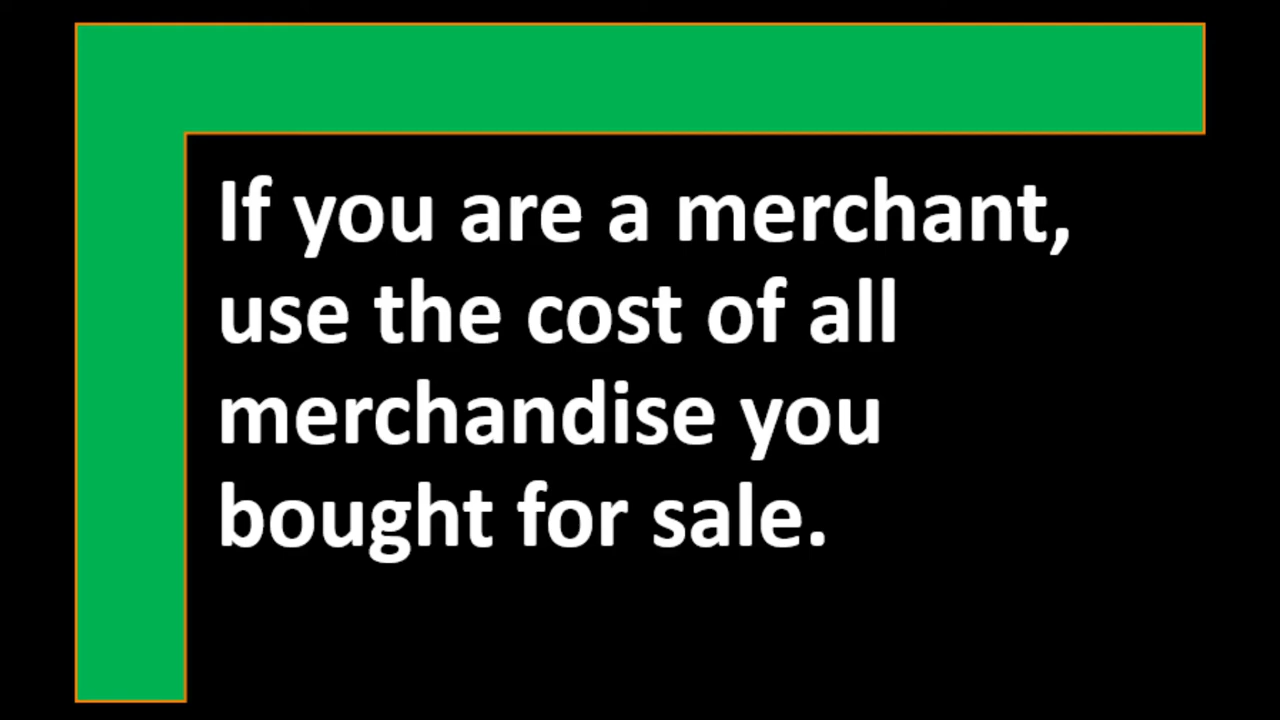 If you are a merchant,
use the cost of all
merchandise you
bought for sale.